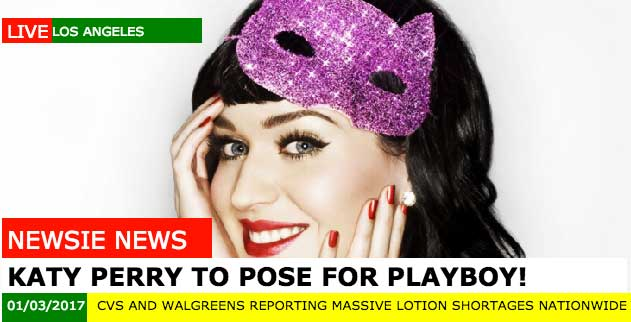 LIVE LOS ANGELES
NEWSIE NEWS
KATY PERRY TO POSE FOR PLAYBOY!
01/03/2017 CVS AND WALGREENS REPORTING MASSIVE LOTION SHORTAGES NATIONWIDE